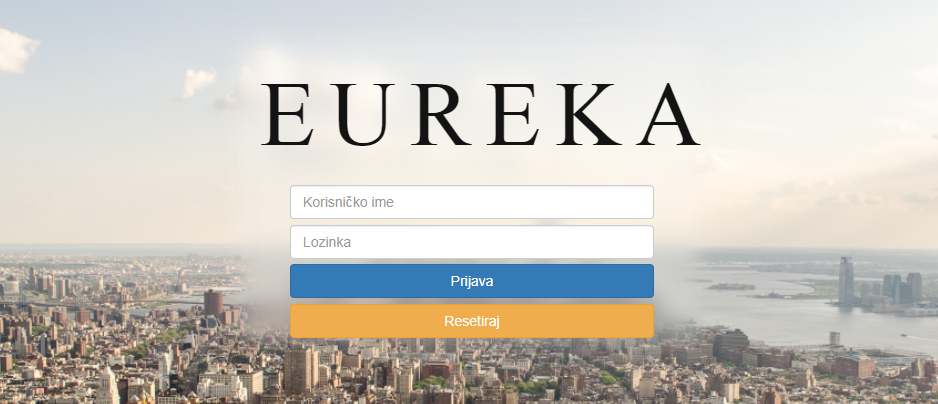 EUREKA
Korisničko ime
Lozinka
Prijava
Resetiraj